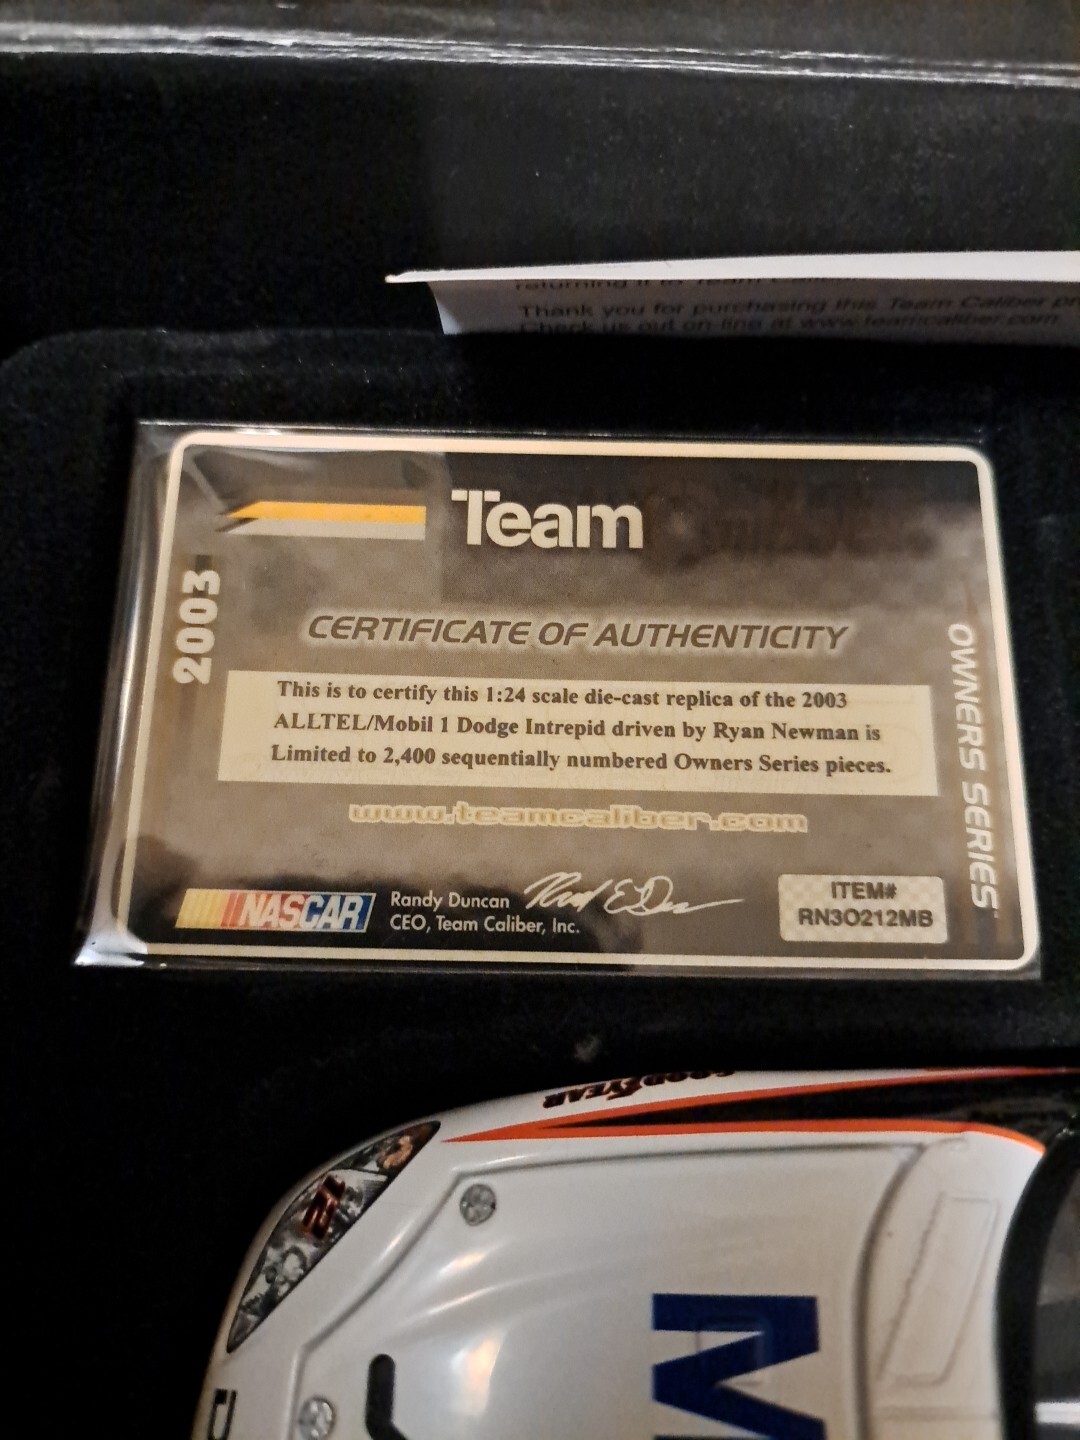 Thank you for purchasing this Team Caliber
Check us out on-line at www.teamcaliber.com
Team
2003
CERTIFICATE OF AUTHENTICITY
OWNERS SERIES
This is to certify this 1:24 scale die-cast replica of the 2003
ALLTEL/Mobil 1 Dodge Intrepid driven by Ryan Newman is
Limited to 2,400 sequentially numbered Owners Series pieces.
www.teamcaliber.com
NASCAR
Randy Duncan
CEO, Team Caliber, Inc.
ITEM#
RN3O212MB
GOODYEAR
12
M